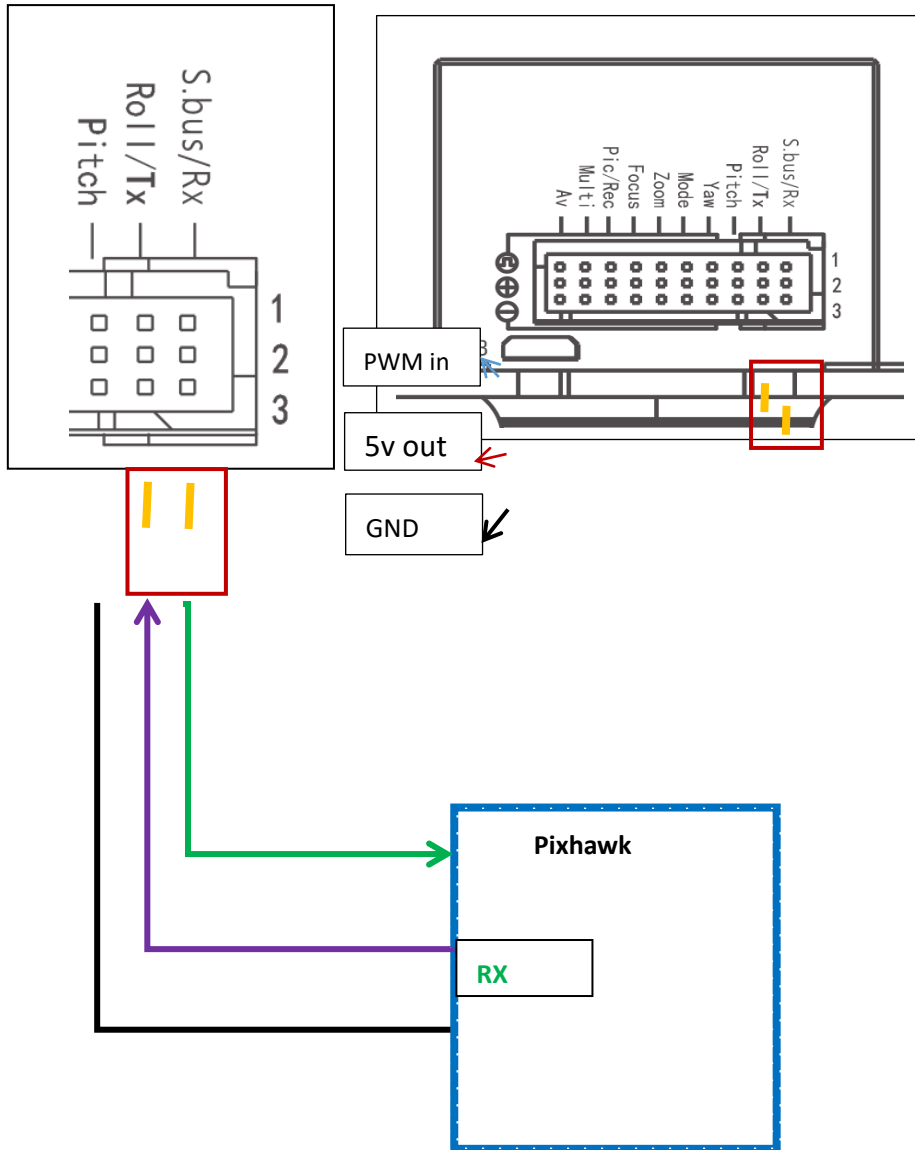 Pitch
Roll/Tx
S.bus/Rx
1
2
3
Av
Multi
Pic/Rec
Focus
Zoom
Mode
Yaw
Pitch
Roll/Tx
S.bus/Rx
1
2
3
PWM in
5v out
GND
Pixhawk
RX